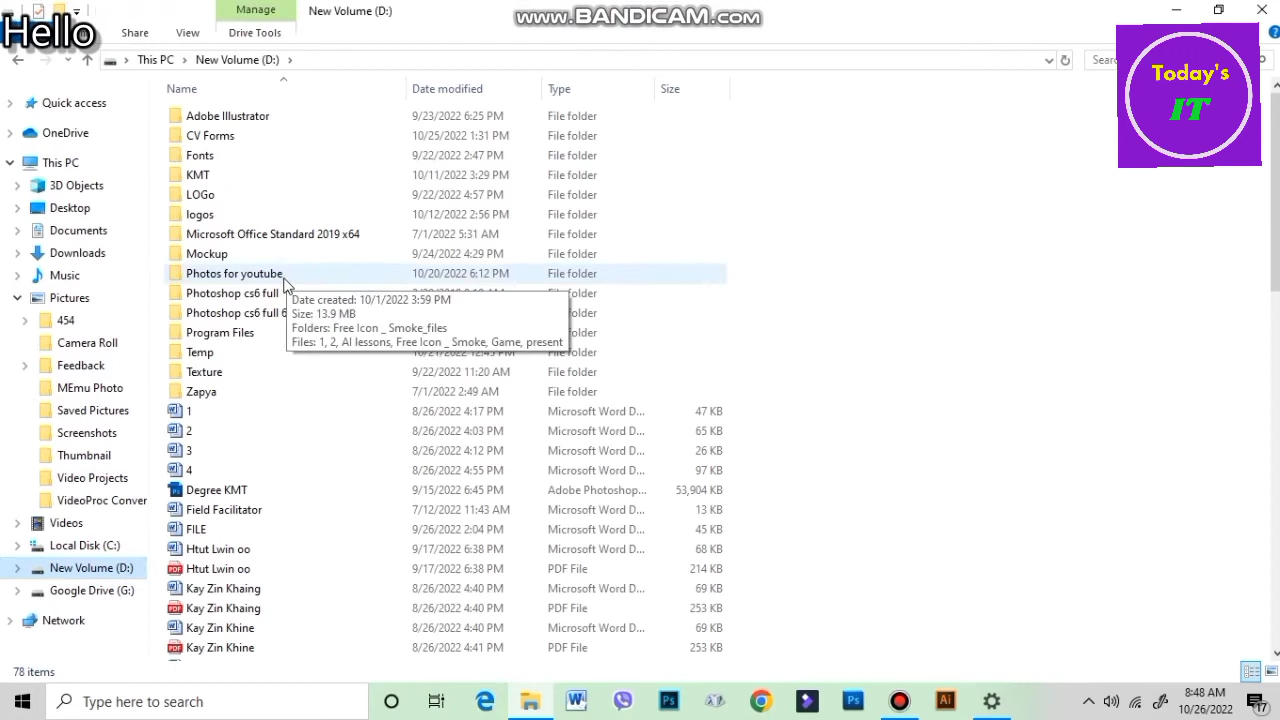 Manage
New Volume (D:)
www.BANDICAM.com
Hello
Share
View
Drive Tools
This PC
New Volume (D:)
Today's
IT
Name
Date modified
Type
Size
Quick access
OneDrive
This PC
3D Objects
Desktop
Documents
Downloads
Music
Pictures
454
Camera Roll
Feedback
MEmu Photo
Saved Pictures
Screenshots
Thumbnail
Video Projects
VideoProc Conver
Videos
Local Disk (C:)
New Volume (D:)
Google Drive (G:)
Network
Adobe Illustrator 9/23/2022 6:25 PM File folder
CV Forms 10/25/2022 1:31 PM File folder
Fonts 9/22/2022 2:47 PM File folder
KMT 10/11/2022 3:29 PM File folder
LOGo 9/22/2022 4:57 PM File folder
logos 10/12/2022 2:56 PM File folder
Microsoft Office Standard 2019 x64 7/1/2022 5:31 AM File folder
Mockup 9/24/2022 4:29 PM File folder
Photos for youtube 10/20/2022 6:12 PM File folder
Photoshop cs6 full File folder
Photoshop cs6 full 6 File folder
Program Files File folder
Temp 10/21/2022 12:45 PM File folder
Texture 9/22/2022 11:20 AM File folder
Zapya 7/1/2022 2:49 AM File folder
1 8/26/2022 4:17 PM Microsoft Word D... 47 KB
2 8/26/2022 4:03 PM Microsoft Word D... 65 KB
3 8/26/2022 4:12 PM Microsoft Word D... 26 KB
4 8/26/2022 4:55 PM Microsoft Word D... 97 KB
Degree KMT 9/15/2022 6:45 PM Adobe Photoshop... 53,904 KB
Field Facilitator 7/12/2022 11:43 AM Microsoft Word D... 13 KB
FILE 9/26/2022 2:04 PM Microsoft Word D... 45 KB
Htut Lwin oo 9/17/2022 6:38 PM Microsoft Word D... 68 KB
Htut Lwin oo 9/17/2022 6:38 PM PDF File 214 KB
Kay Zin Khaing 8/26/2022 4:40 PM Microsoft Word D... 69 KB
Kay Zin Khaing 8/26/2022 4:40 PM PDF File 253 KB
Kay Zin Khine 8/26/2022 4:40 PM Microsoft Word D... 69 KB
Kay Zin Khine 8/26/2022 4:41 PM PDF File 253 KB
Date created: 10/1/2022 3:59 PM
Size: 13.9 MB
Folders: Free Icon _ Smoke_files
Files: 1, 2, AI lessons, Free Icon _ Smoke, Game, present
78 items
Type here to search
8:48 AM
10/26/2022
17